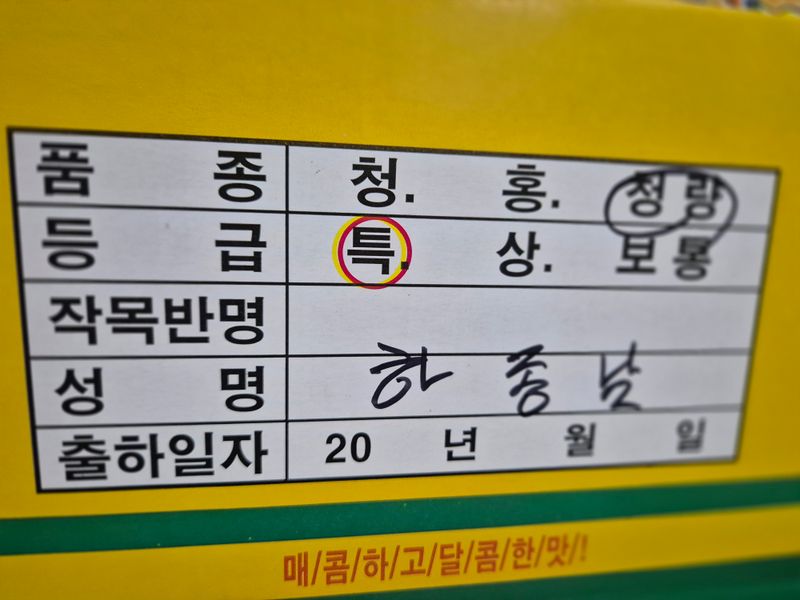 품 종 청. 홍. 청량
등 급 특. 상. 보통
작목반명
성 명 하종남
출하일자 20 년 월 일
매/콤/하/고/달/콤/한/맛/!